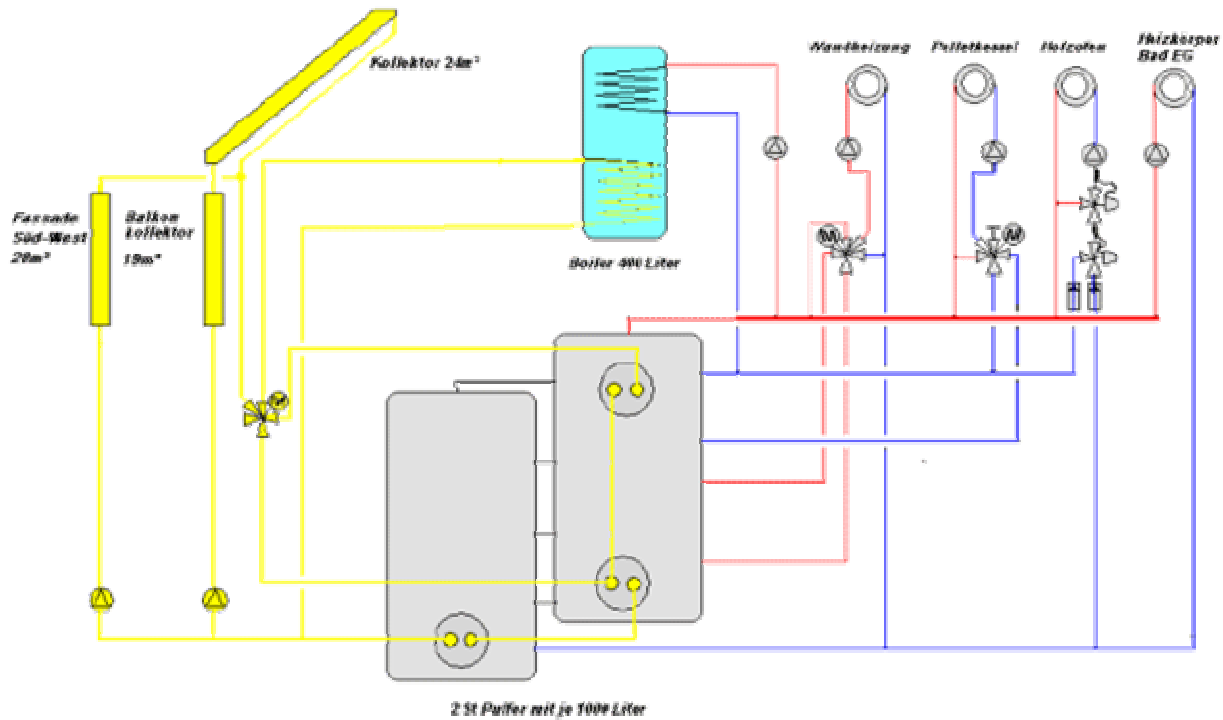 Kollektor 24m²
Wandheizung
Pelletkessel
Holzofen
Heizkörper
Bad EG
Fassade
Süd-West
20m²
Balkon
kollektor
19m²
Boiler 400 Liter
M
M
2 St Puffer mit je 1000 Liter